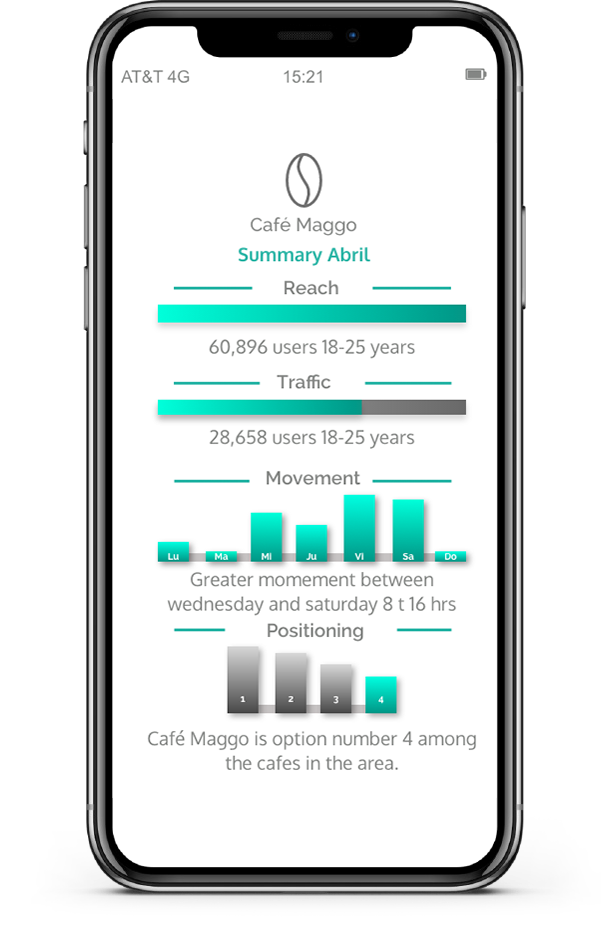 AT&T 4G 15:21
Café Maggo
Summary Abril
Reach
60,896 users 18-25 years
Traffic
28,658 users 18-25 years
Movement
Lu Ma Mi Ju Vi Sa Do
Greater momement between
wednesday and saturday 8 t 16 hrs
Positioning
1 2 3 4
Café Maggo is option number 4 among
the cafes in the area.